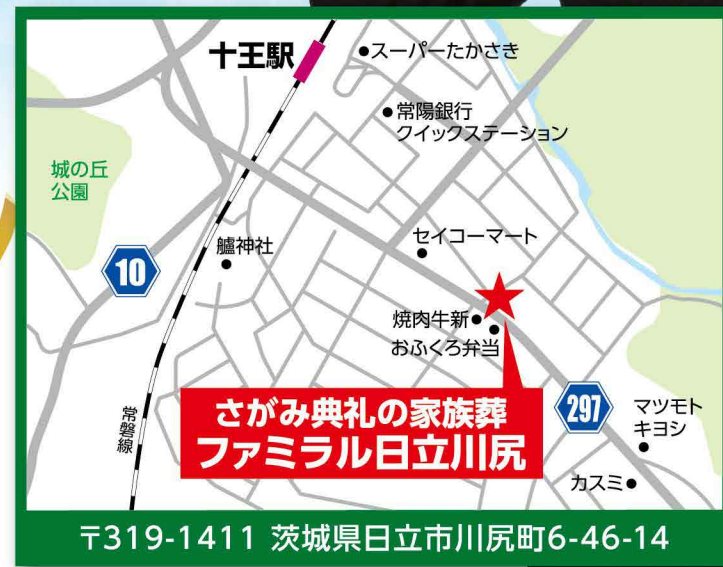 十王駅
スーパーたかさき
常陽銀行
クイックステーション
城の丘
公園
艫神社
セイコーマート
10
焼肉牛新
おふくろ弁当
さがみ典礼の家族葬
ファミラル日立川尻
297
マツモト
キヨシ
常磐線
カスミ
〒319-1411 茨城県日立市川尻町6-46-14